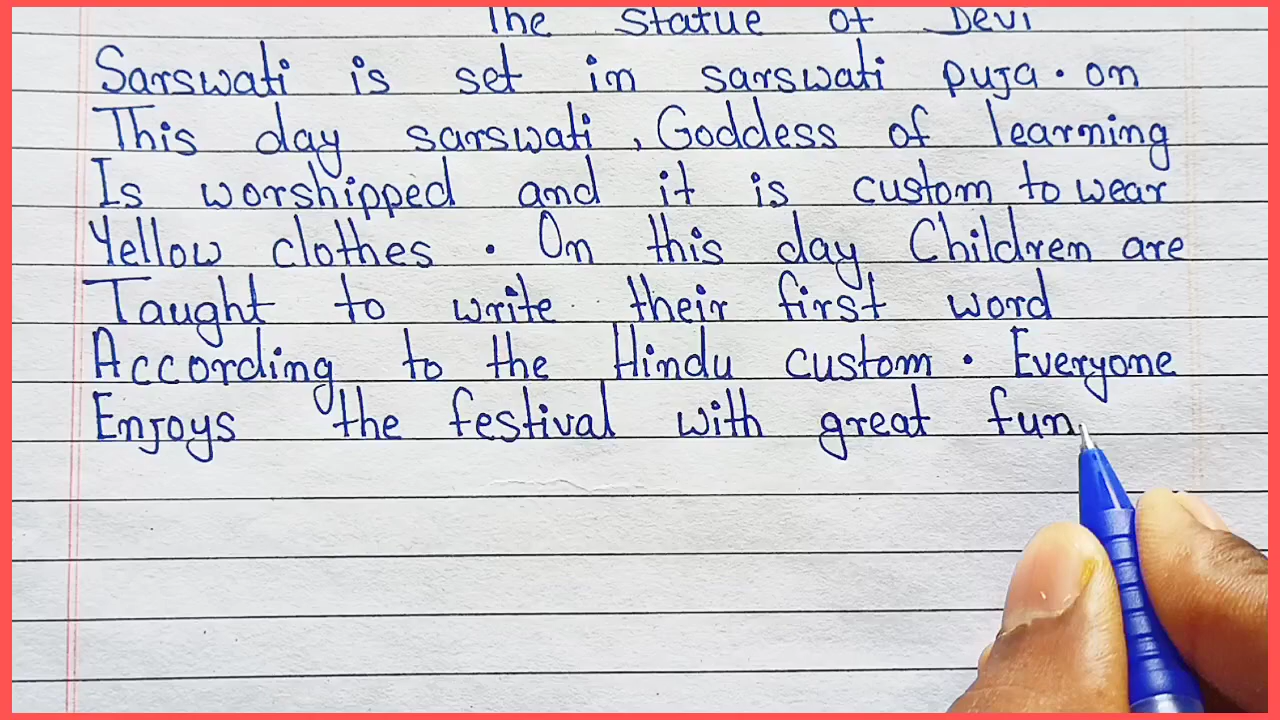 The statue of Devi
Sarswati is set in sarswati puja. on
This day sarswati, Goddess of learning
Is worshipped and it is custom to wear
Yellow clothes. On this day Children are
Taught to write their first word
According to the Hindu custom. Everyone
Enjoys the festival with great fun